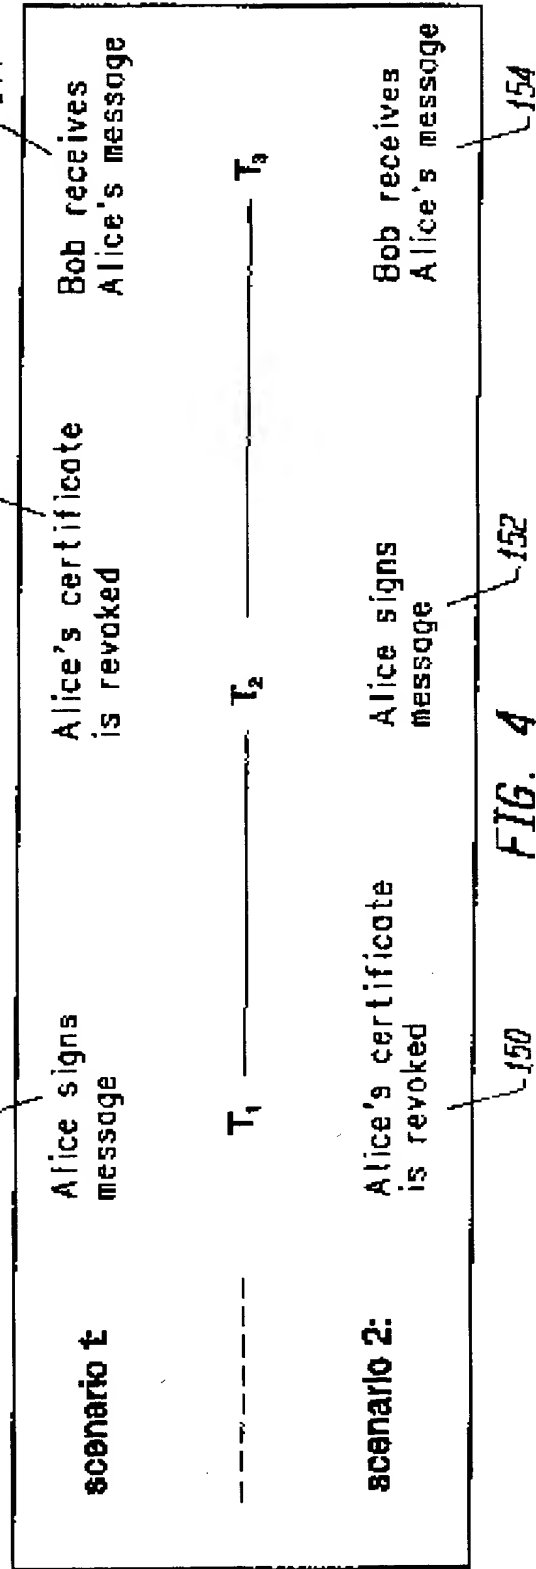 scenario 1:
Alice signs
message
Alice's certificate
is revoked
Bob receives
Alice's message
T₁
T₂
T₃
scenario 2:
Alice's certificate
is revoked
Alice signs
message
Bob receives
Alice's message
150
152
154
FIG. 4